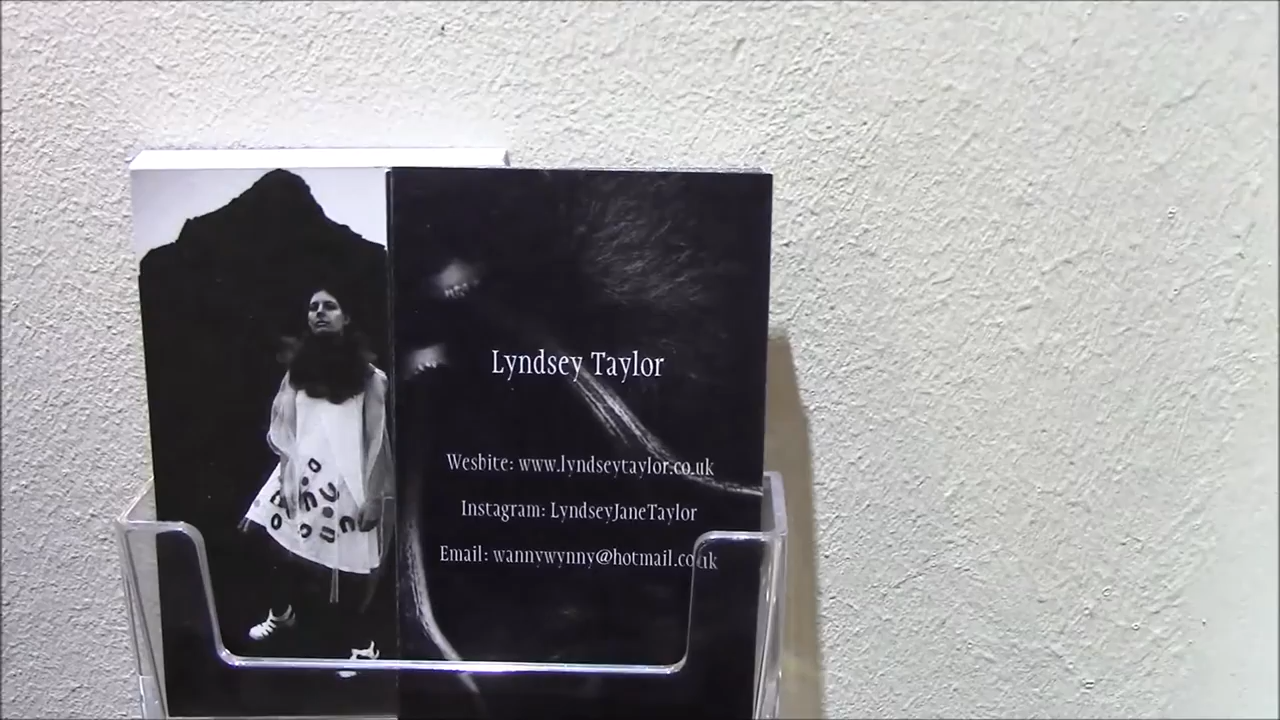 Lyndsey Taylor
Wesbite: www.lyndseytaylor.co.uk
Instagram: LyndseyJaneTaylor
Email: wannywynny@hotmail.co.uk